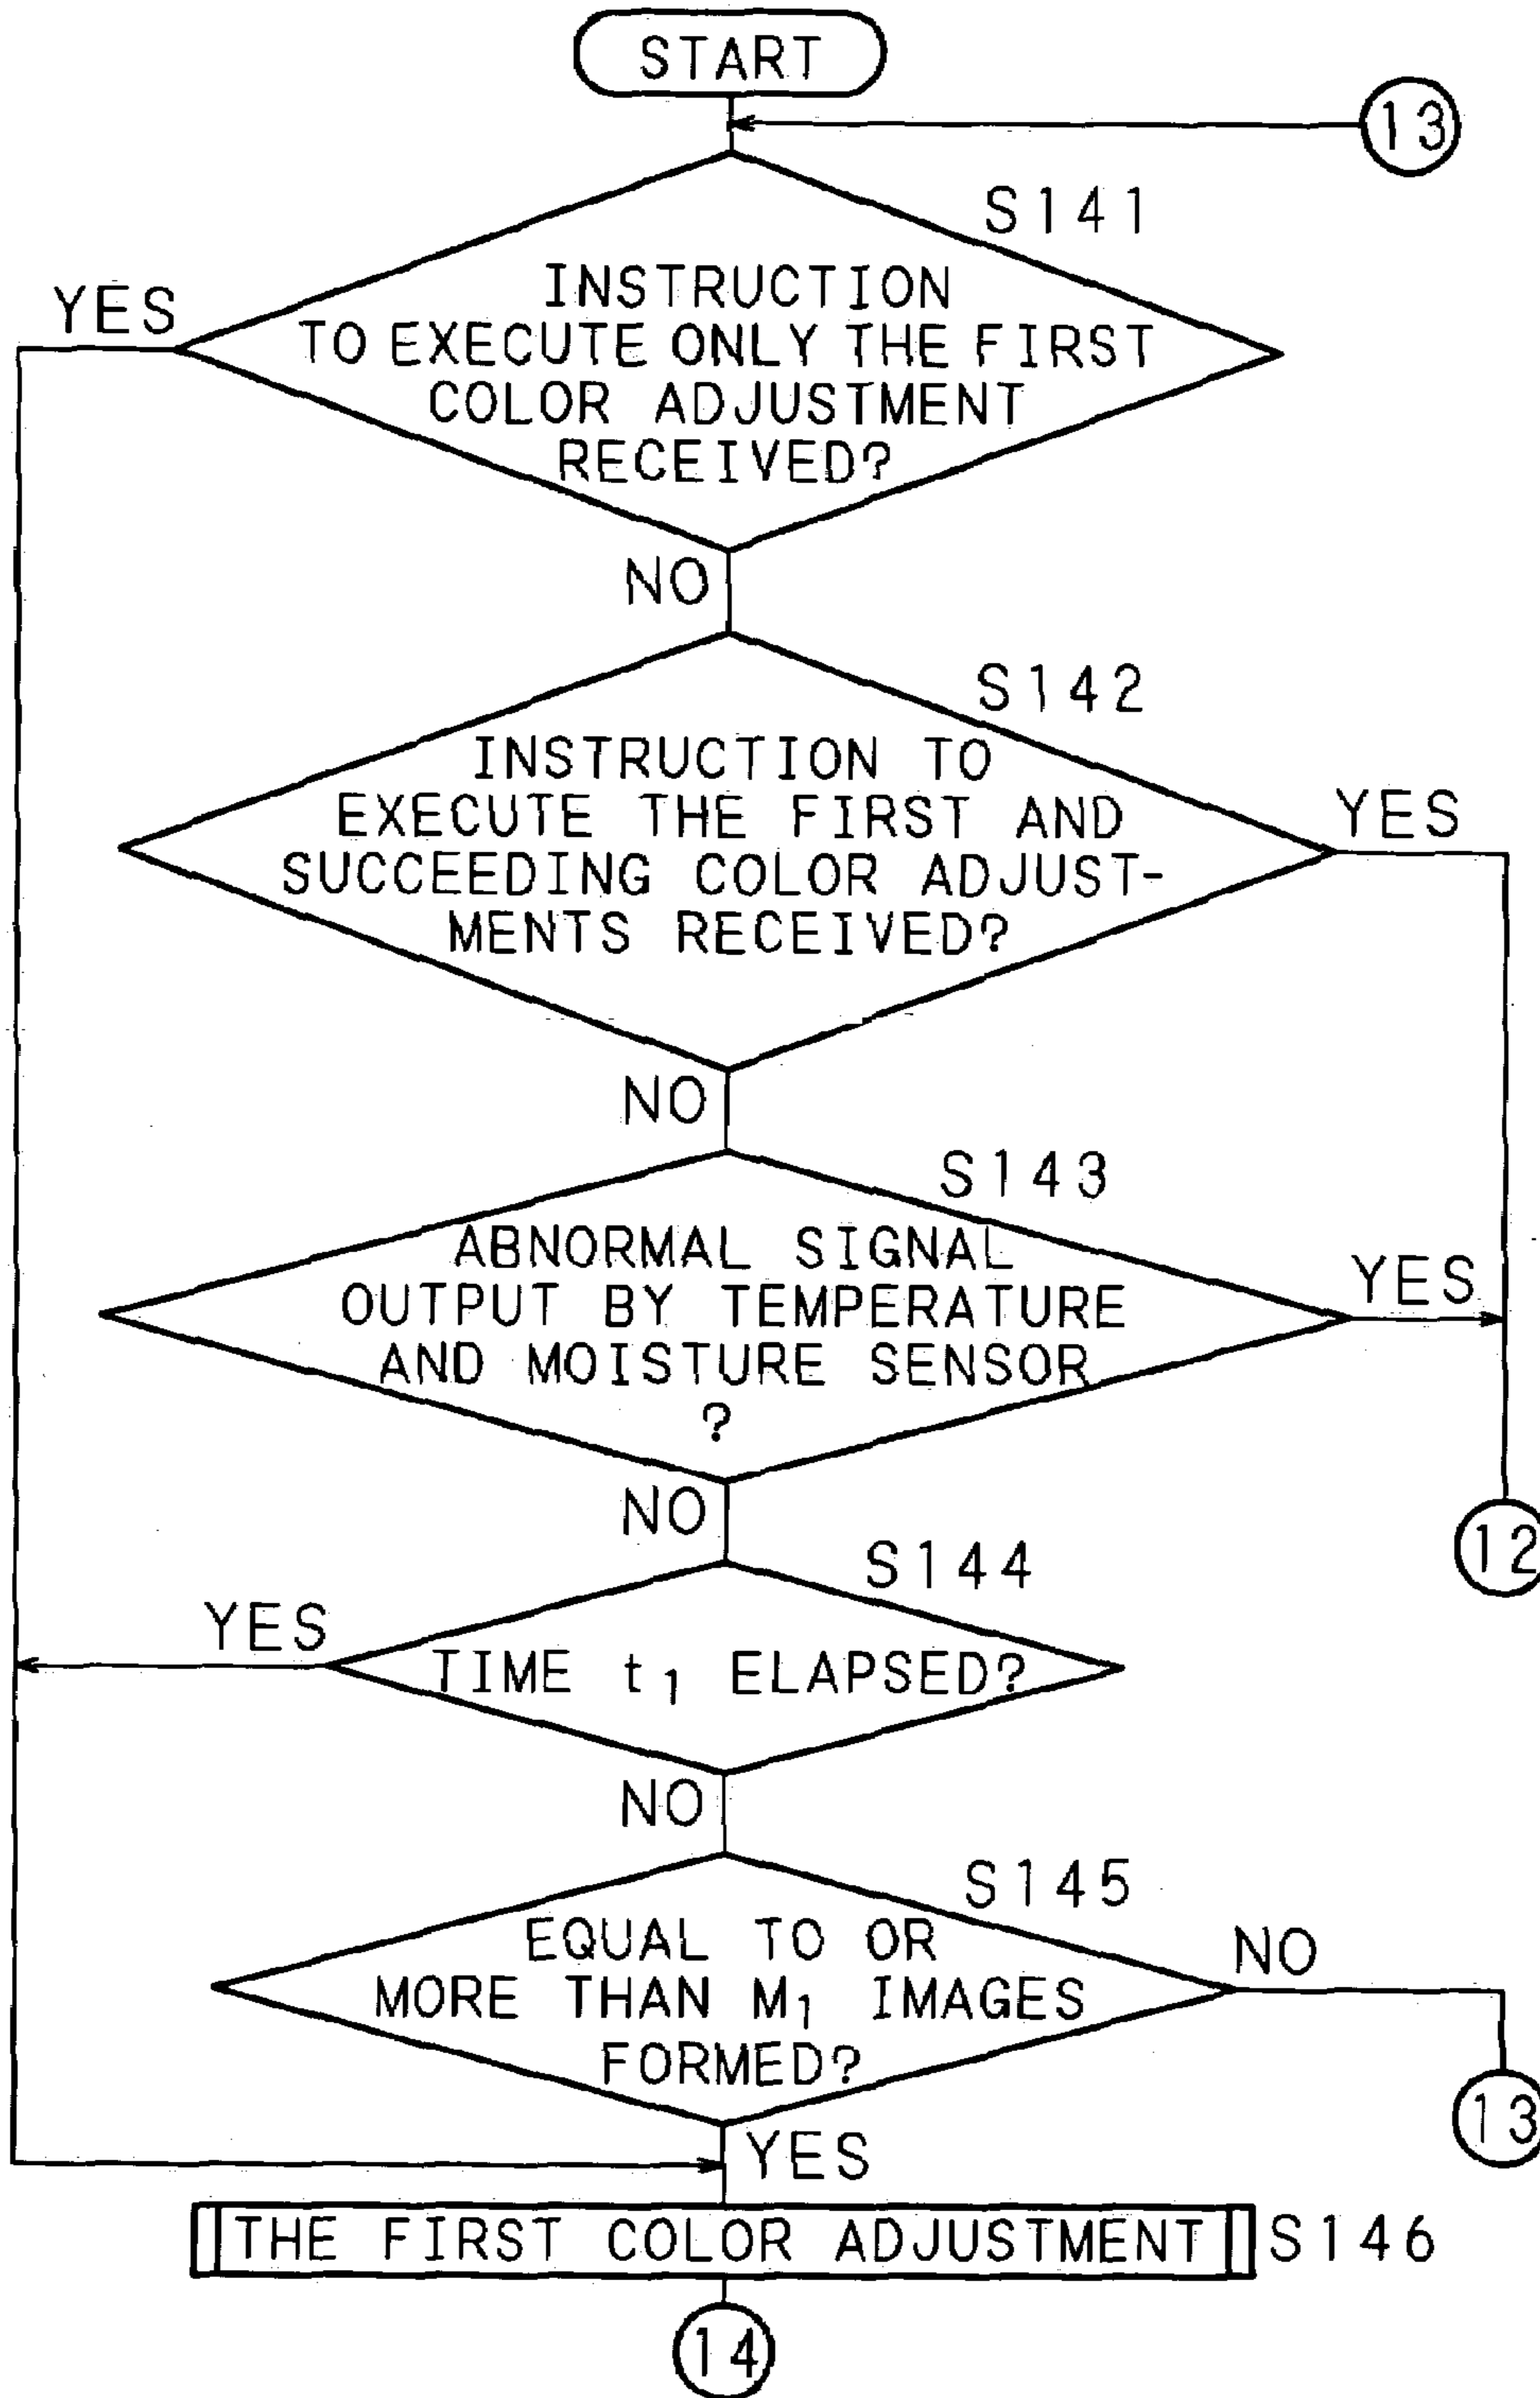 START
13
S141
INSTRUCTION
TO EXECUTE ONLY THE FIRST
COLOR ADJUSTMENT
RECEIVED?
YES
NO
S142
INSTRUCTION TO
EXECUTE THE FIRST AND
SUCCEEDING COLOR ADJUST-
MENTS RECEIVED?
YES
NO
S143
ABNORMAL SIGNAL
OUTPUT BY TEMPERATURE
AND MOISTURE SENSOR
?
YES
NO
12
S144
YES
TIME t₁ ELAPSED?
NO
S145
EQUAL TO OR
MORE THAN M₁ IMAGES
FORMED?
NO
13
YES
THE FIRST COLOR ADJUSTMENT
S146
14